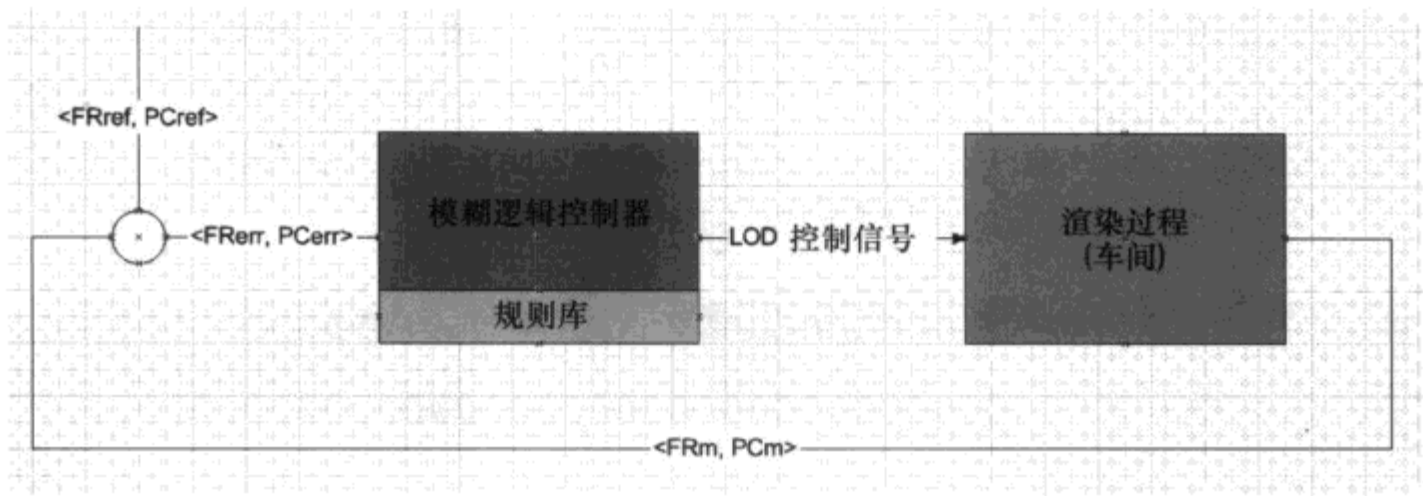 <FRref, PCref>
<FRerr, PCerr>
模糊逻辑控制器
规则库
LOD 控制信号
渲染过程
(车间)
<FRm, PCm>